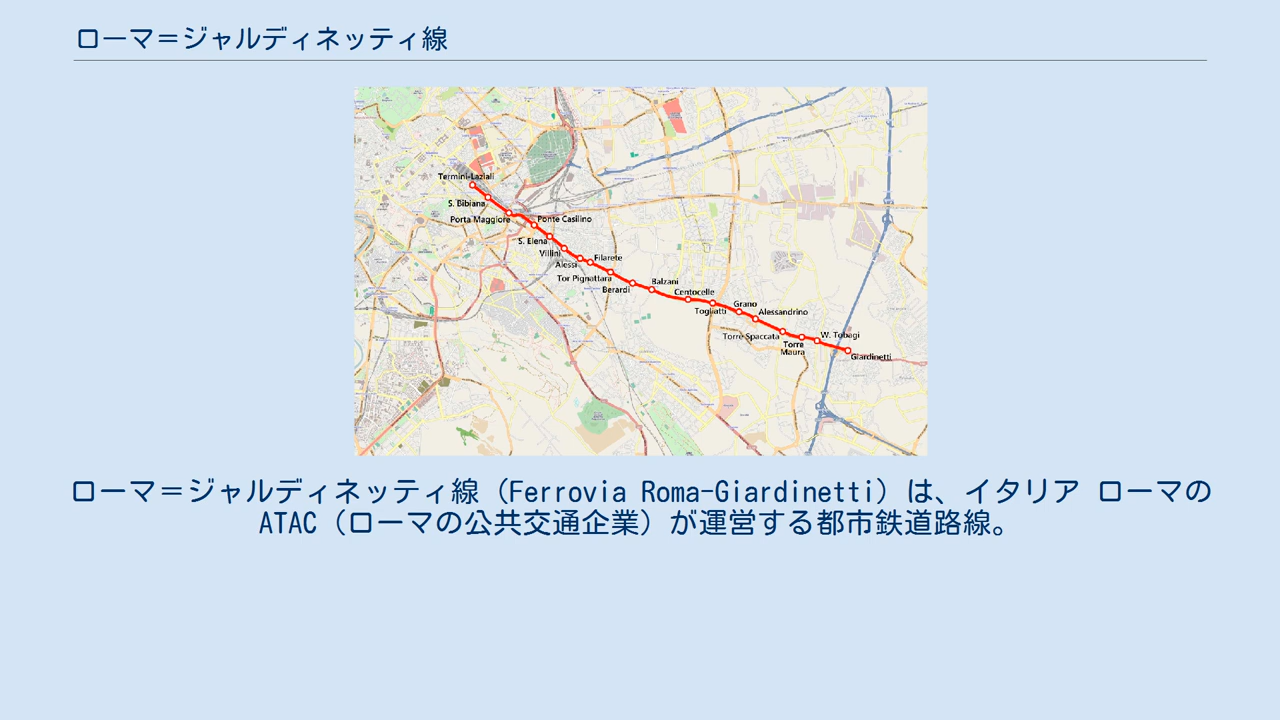 ローマ＝ジャルディネッティ線
Termini-Laziali
S. Bibiana
Porta Maggiore
Ponte Casilino
S. Elena
Villini
Alessi
Filarete
Tor Pignattara
Berardi
Balzani
Centocelle
Togliatti
Grano
Alessandrino
Torre Spaccata
Torre
Maura
W. Tobagi
Giardinetti
ローマ＝ジャルディネッティ線（Ferrovia Roma-Giardinetti）は、イタリア ローマの
ATAC（ローマの公共交通企業）が運営する都市鉄道路線。